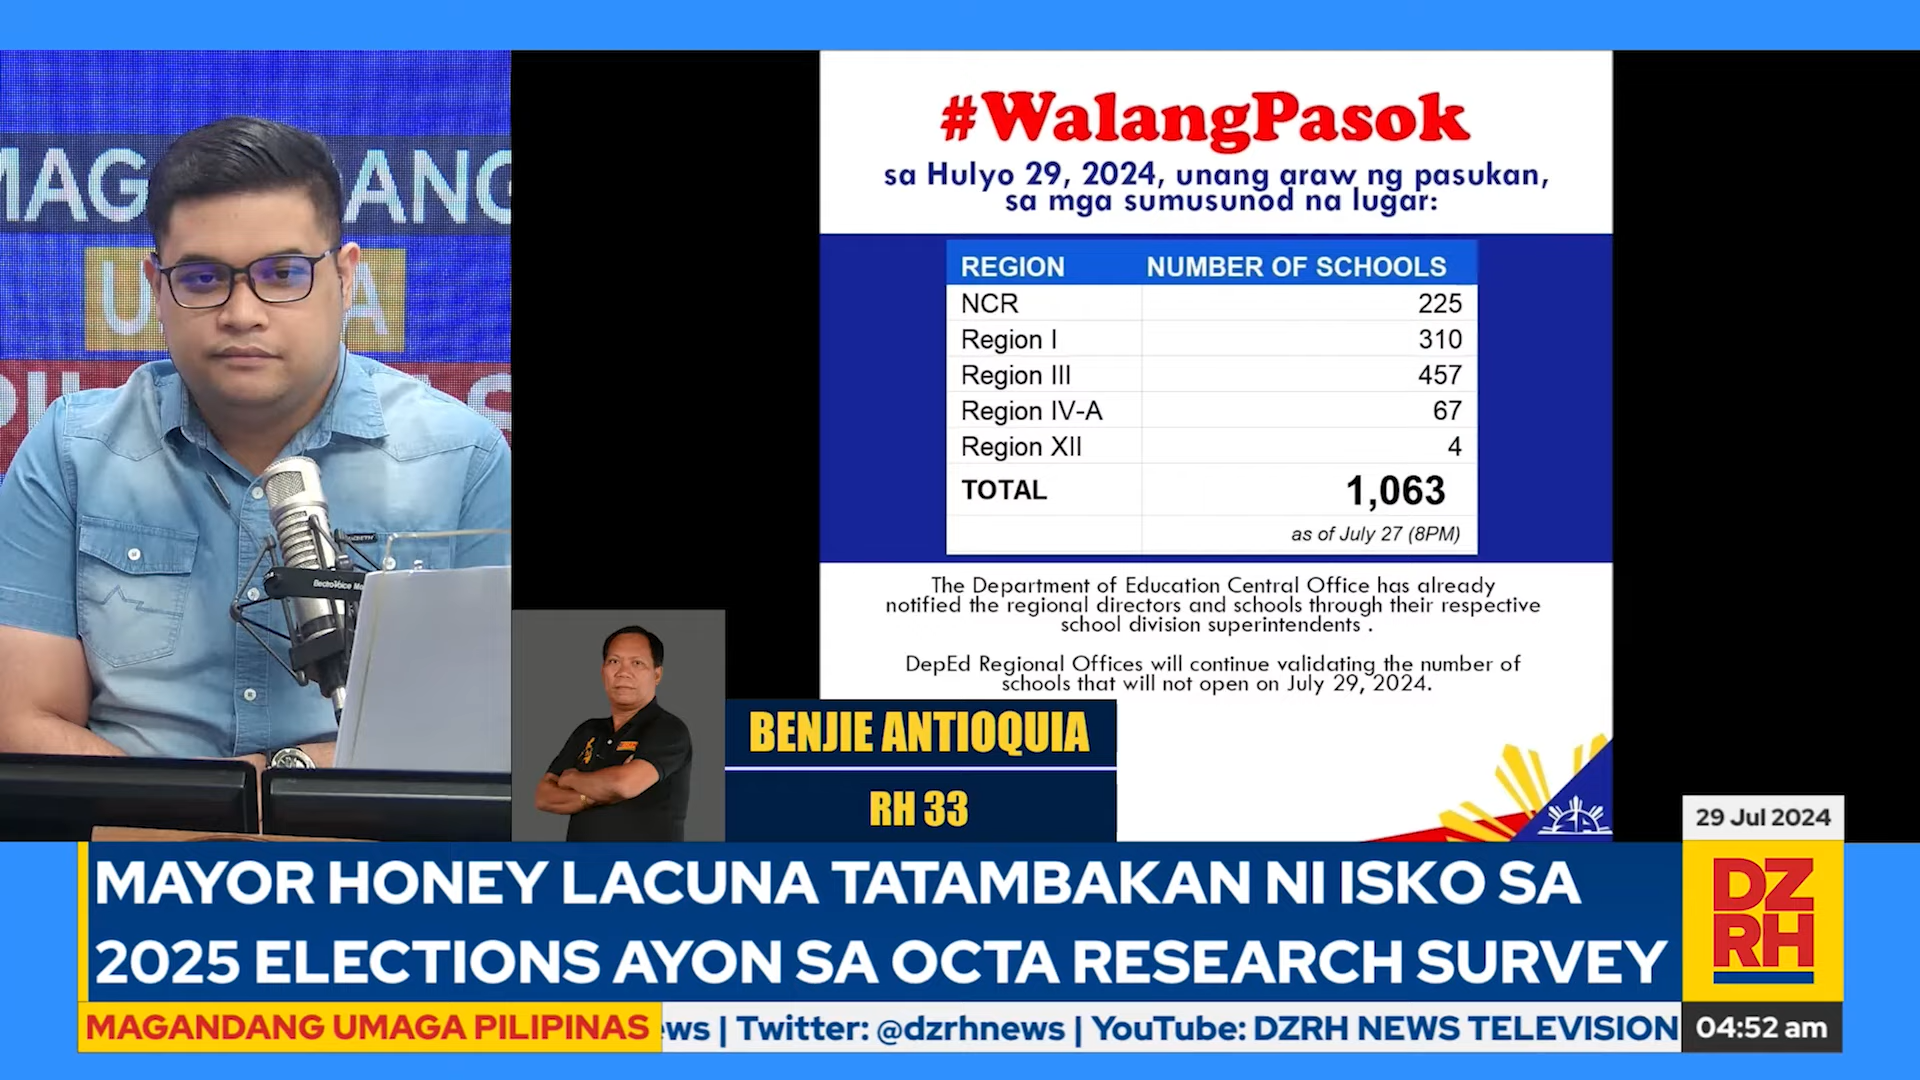 #WalangPasok
sa Hulyo 29, 2024, unang araw ng pasukan,
sa mga sumusunod na lugar:
REGION NUMBER OF SCHOOLS
NCR 225
Region I 310
Region III 457
Region IV-A 67
Region XII 4
TOTAL 1,063
as of July 27 (8PM)
The Department of Education Central Office has already
notified the regional directors and schools through their respective
school division superintendents .
DepEd Regional Offices will continue validating the number of
schools that will not open on July 29, 2024.
BENJIE ANTIOQUIA
RH 33
29 Jul 2024
MAYOR HONEY LACUNA TATAMBAKAN NI ISKO SA
2025 ELECTIONS AYON SA OCTA RESEARCH SURVEY
DZ
RH
MAGANDANG UMAGA PILIPINAS
ws | Twitter: @dzrhnews | YouTube: DZRH NEWS TELEVISION
04:52 am